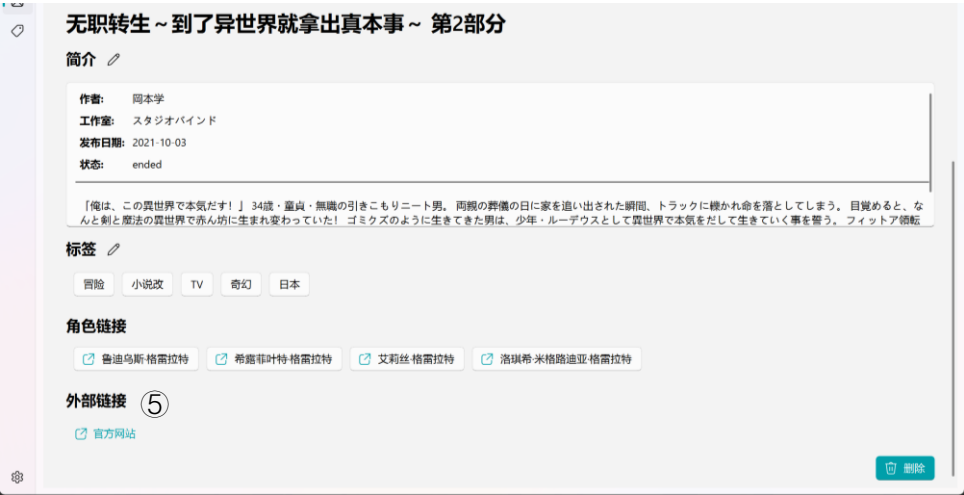 无职转生～到了异世界就拿出真本事～ 第2部分
简介
作者: 岡本学
工作室: スタジオバインド
发布日期: 2021-10-03
状态: ended
「俺は、この異世界で本気だす！」 34歳・童貞・無職の引きこもりニート男。 両親の葬儀の日に家を追い出された瞬間、トラックに轢かれ命を落としてしまう。 目覚めると、な
んと剣と魔法の異世界で赤ん坊に生まれ変わっていた！ ゴミクズのように生きてきた男は、少年・ルーデウスとして異世界で本気をだして生きていく事を誓う。 フィットア領転
标签
冒险 小说改 TV 奇幻 日本
角色链接
鲁迪乌斯·格雷拉特 希露菲叶特·格雷拉特 艾莉丝·格雷拉特 洛琪希·米格路迪亚·格雷拉特
外部链接 ⑤
官方网站
删除